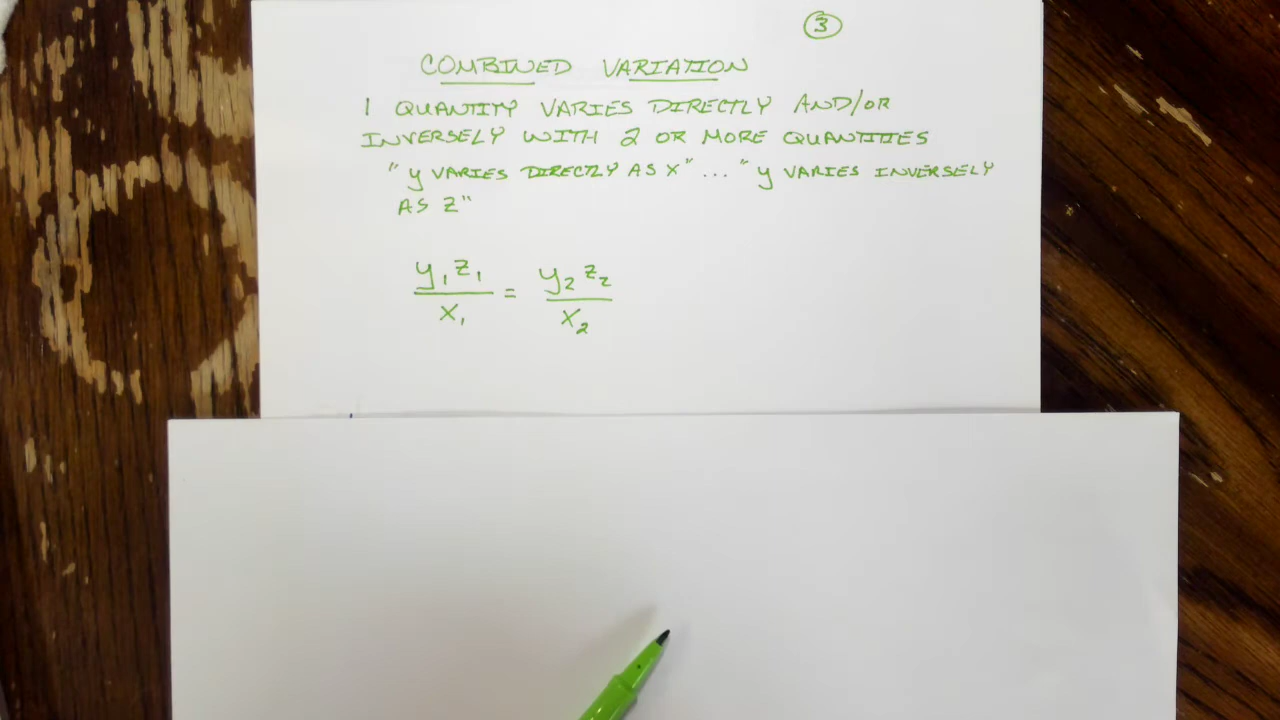 3
COMBINED VARIATION
1 QUANTITY VARIES DIRECTLY AND/OR
INVERSELY WITH 2 OR MORE QUANTITIES
"y VARIES DIRECTLY AS X" ... "y VARIES INVERSELY
AS Z"
y₁z₁/x₁ = y₂z₂/x₂